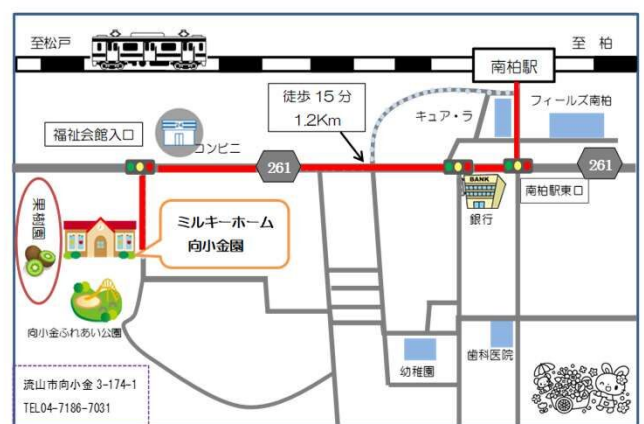 至松戸
至 柏
南柏駅
徒歩 15 分
1.2Km
キュア・ラ
フィールズ南柏
福祉会館入口
コンビニ
261
261
BANK
銀行
南柏駅東口
果樹園
ミルキーホーム
向小金園
向小金ふれあい公園
幼稚園
歯科医院
流山市向小金 3-174-1
TEL04-7186-7031